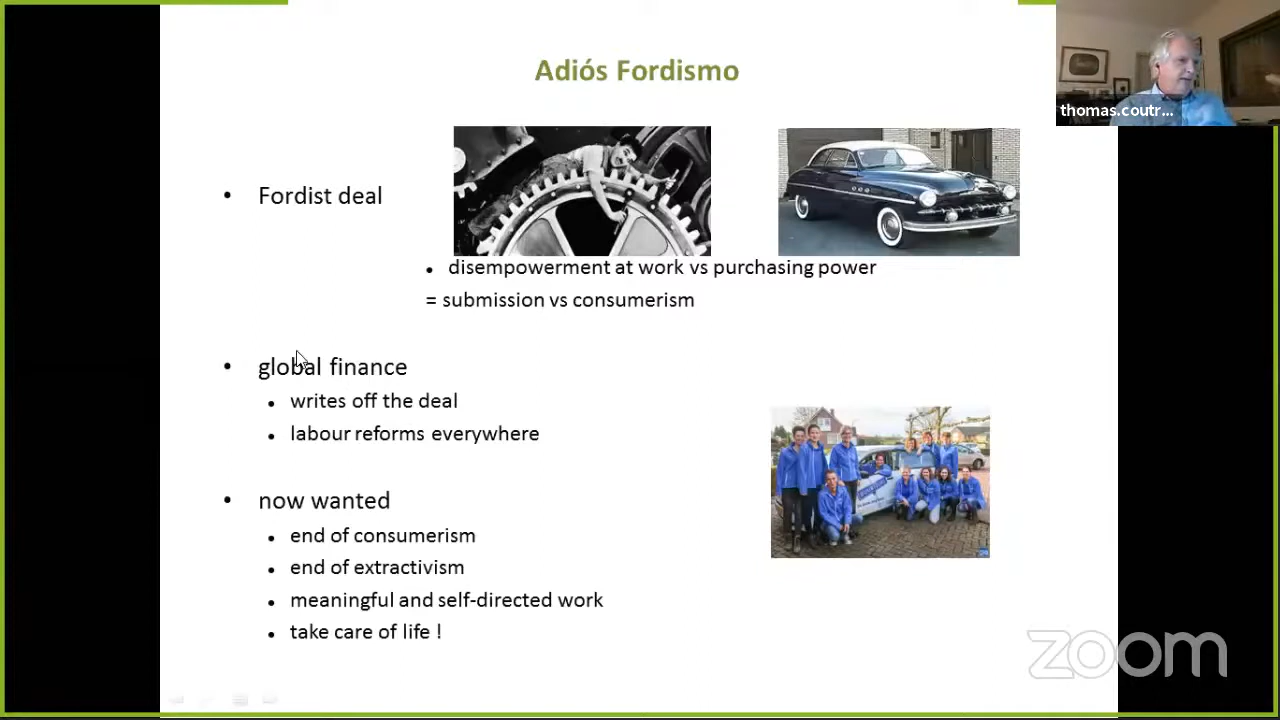 Adiós Fordismo
thomas.coutr...
• Fordist deal
• disempowerment at work vs purchasing power
= submission vs consumerism
• global finance
• writes off the deal
• labour reforms everywhere
• now wanted
• end of consumerism
• end of extractivism
• meaningful and self-directed work
• take care of life !
zoom